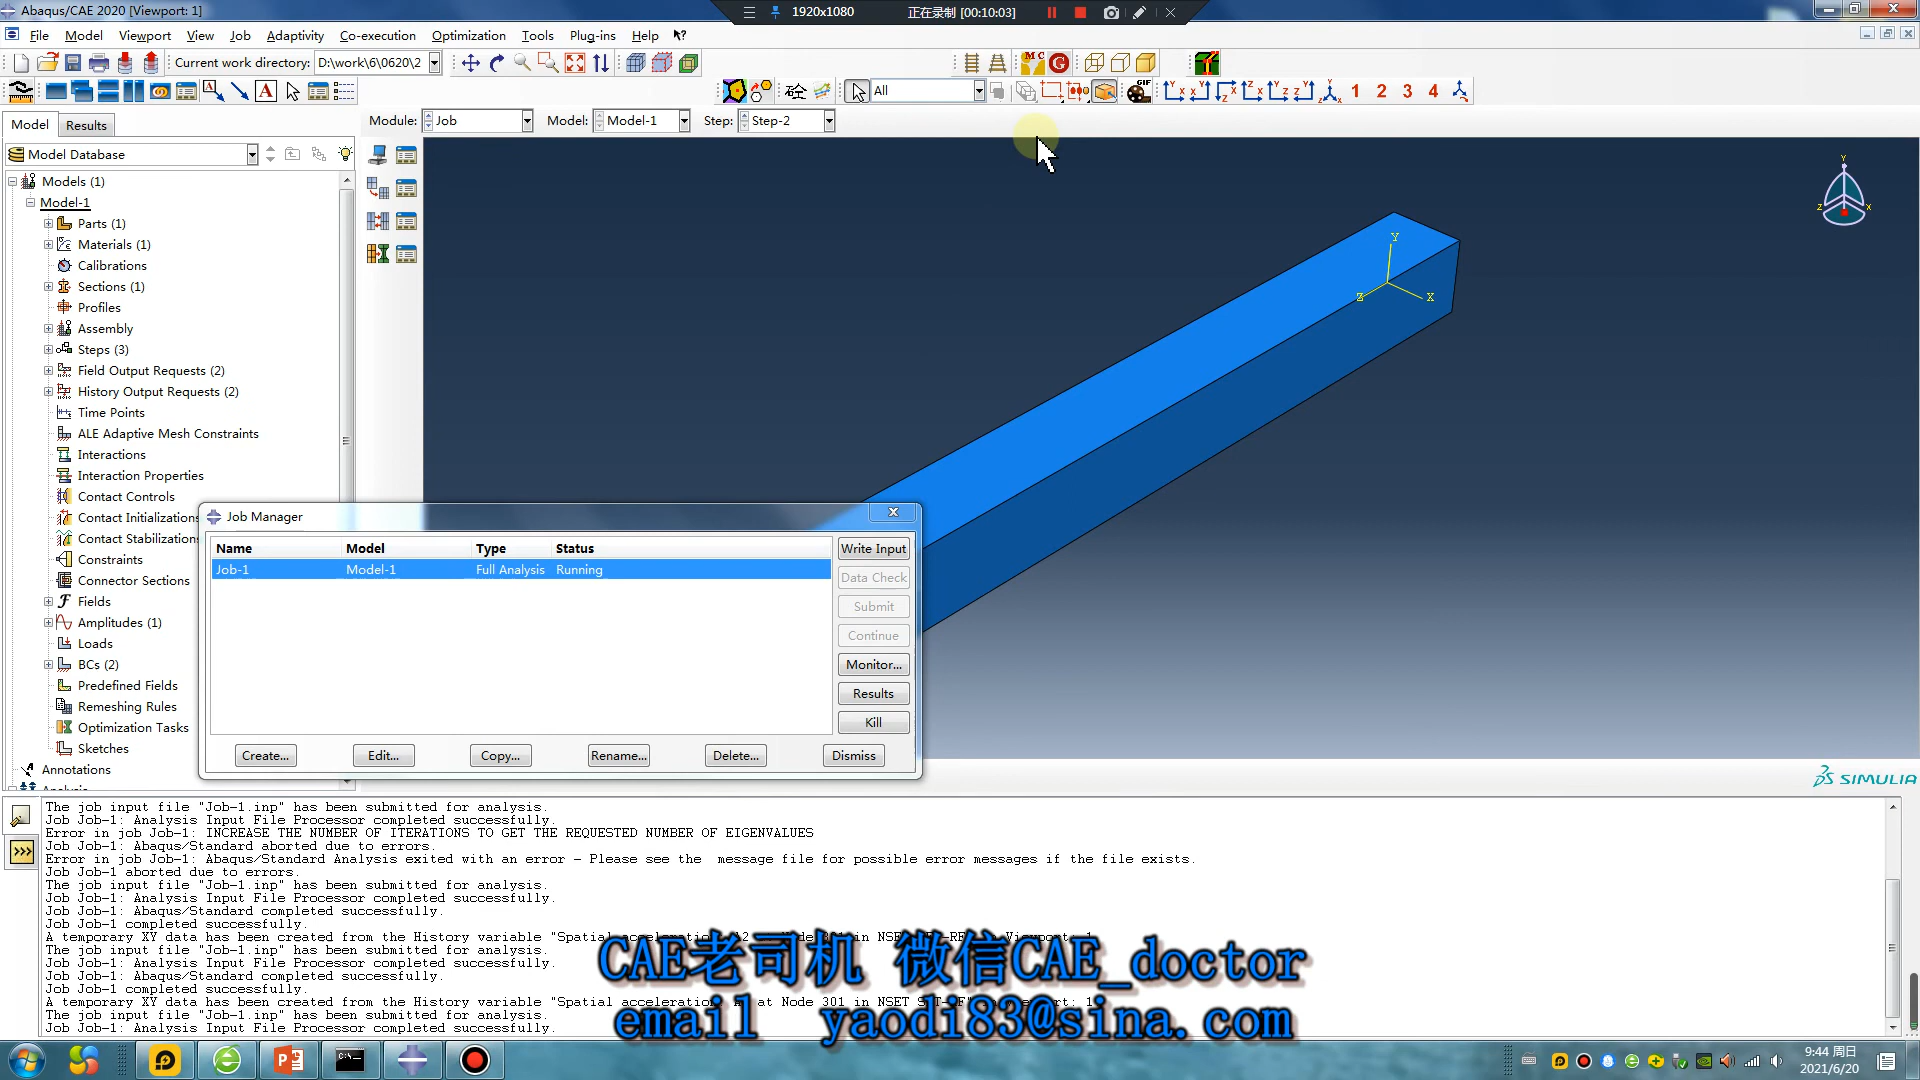 Abaqus/CAE 2020 [Viewport: 1]
1920x1080 正在录制 [00:10:03]
File Model Viewport View Job Adaptivity Co-execution Optimization Tools Plug-ins Help
Current work directory: D:\work\6\0620\2
All
1 2 3 4
Model Results
Module: Job Model: Model-1 Step: Step-2
Model Database
Models (1)
Model-1
Parts (1)
Materials (1)
Calibrations
Sections (1)
Profiles
Assembly
Steps (3)
Field Output Requests (2)
History Output Requests (2)
Time Points
ALE Adaptive Mesh Constraints
Interactions
Interaction Properties
Contact Controls
Contact Initializations
Contact Stabilizations
Constraints
Connector Sections
Fields
Amplitudes (1)
Loads
BCs (2)
Predefined Fields
Remeshing Rules
Optimization Tasks
Sketches
Annotations
Y
Z X
Y
Z X
Job Manager
Name Model Type Status
Job-1 Model-1 Full Analysis Running
Write Input
Data Check
Submit
Continue
Monitor...
Results
Kill
Create... Edit... Copy... Rename... Delete... Dismiss
SIMULIA
The job input file "Job-1.inp" has been submitted for analysis.
Job Job-1: Analysis Input File Processor completed successfully.
Error in job Job-1: INCREASE THE NUMBER OF ITERATIONS TO GET THE REQUESTED NUMBER OF EIGENVALUES
Job Job-1: Abaqus/Standard aborted due to errors.
Error in job Job-1: Abaqus/Standard Analysis exited with an error - Please see the message file for possible error messages if the file exists.
Job Job-1 aborted due to errors.
The job input file "Job-1.inp" has been submitted for analysis.
Job Job-1: Analysis Input File Processor completed successfully.
Job Job-1: Abaqus/Standard completed successfully.
Job Job-1 completed successfully.
A temporary XY data has been created from the History variable "Spatial
The job input file "Job-1.inp" has been submitted for analysis.
Job Job-1: Analysis Input File Processor completed successfully.
Job Job-1: Abaqus/Standard completed successfully.
Job Job-1 completed successfully.
A temporary XY data has been created from the History variable "Spatial at Node 301 in NSET
The job input file "Job-1.inp" has been submitted for analysis.
Job Job-1: Analysis Input File Processor completed successfully.
CAE老司机 微信CAE_doctor
email yaodi83@sina.com
9:44 周日
2021/6/20